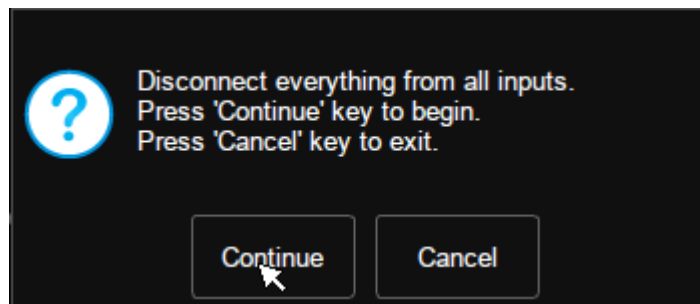 Disconnect everything from all inputs.
Press 'Continue' key to begin.
Press 'Cancel' key to exit.
Continue
Cancel